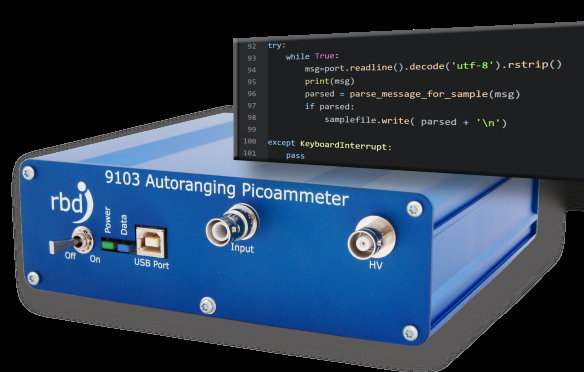 92 try:
93     while True:
94         msg=port.readline().decode('utf-8').rstrip()
95         print(msg)
96         parsed = parse_message_for_sample(msg)
97         if parsed:
98             samplefile.write( parsed + '\n')
99
100 except KeyboardInterrupt:
101     pass
9103 Autoranging Picoammeter
rbd
Power
Data
Off
On
USB Port
Input
HV